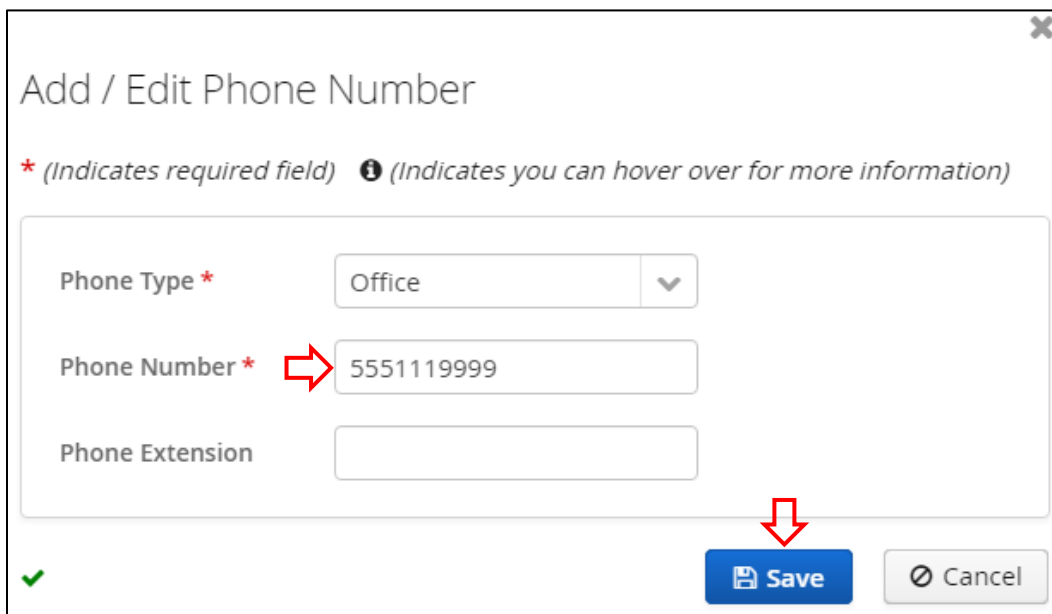 Add / Edit Phone Number
* (Indicates required field) (Indicates you can hover over for more information)
Phone Type * Office
Phone Number * 5551119999
Phone Extension
Save Cancel